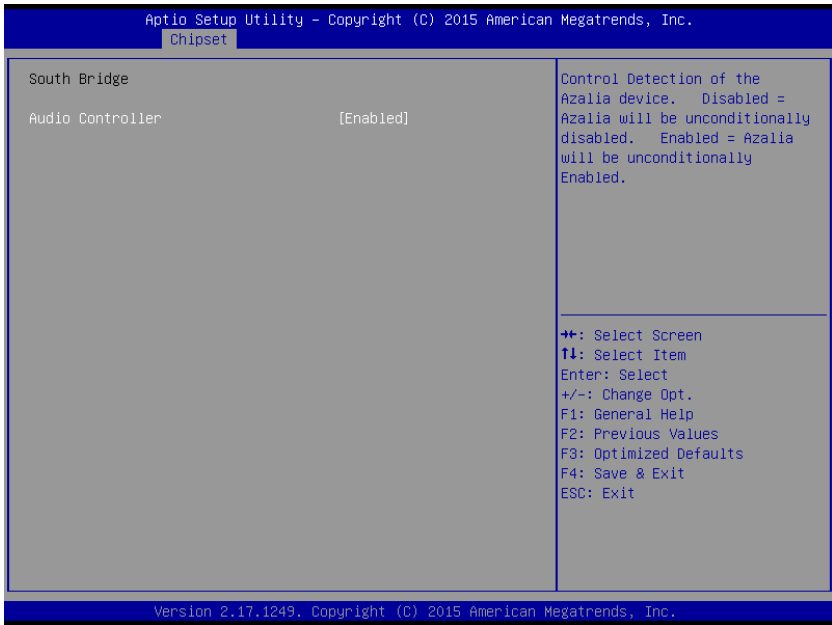 Aptio Setup Utility – Copyright (C) 2015 American Megatrends, Inc.
Chipset
South Bridge
Audio Controller [Enabled]
Control Detection of the
Azalia device. Disabled =
Azalia will be unconditionally
disabled. Enabled = Azalia
will be unconditionally
Enabled.
→←: Select Screen
↑↓: Select Item
Enter: Select
+/-: Change Opt.
F1: General Help
F2: Previous Values
F3: Optimized Defaults
F4: Save & Exit
ESC: Exit
Version 2.17.1249. Copyright (C) 2015 American Megatrends, Inc.